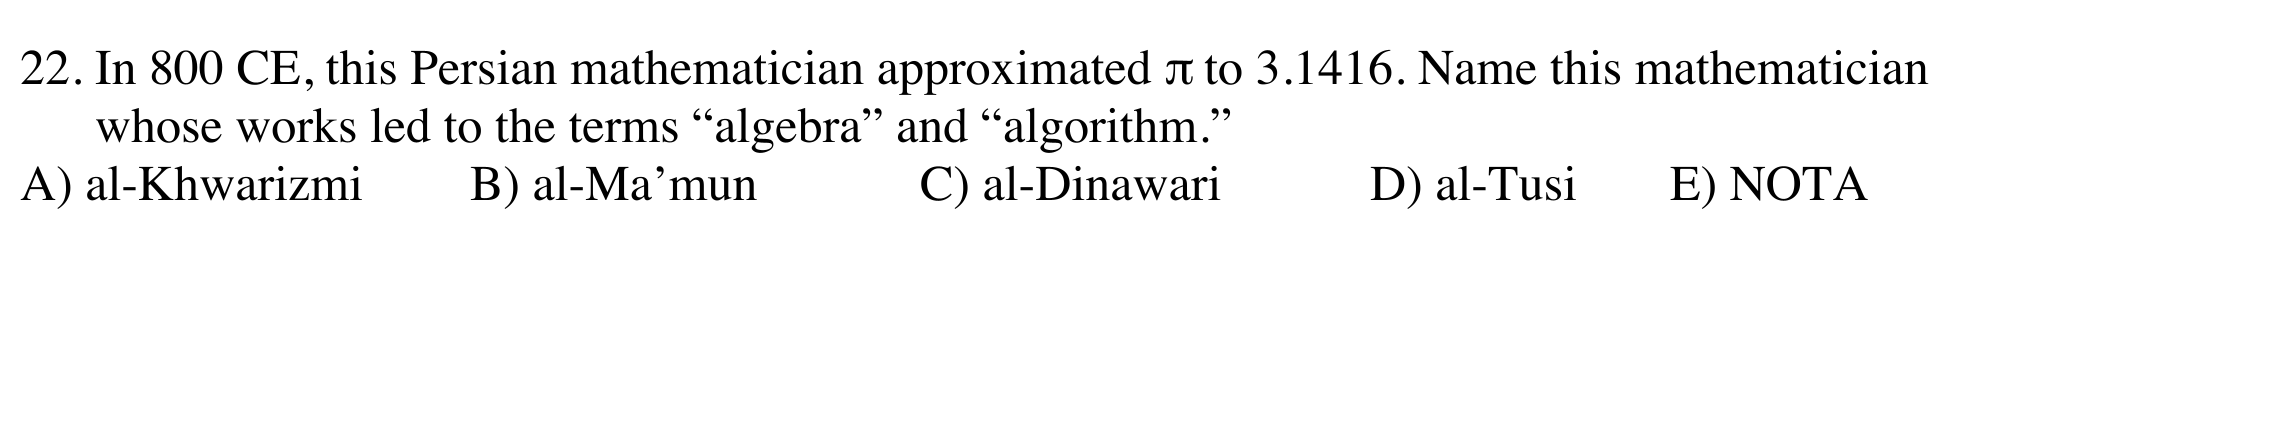 22. In 800 CE, this Persian mathematician approximated π to 3.1416. Name this mathematician
whose works led to the terms “algebra” and “algorithm.”
A) al-Khwarizmi B) al-Ma’mun C) al-Dinawari D) al-Tusi E) NOTA